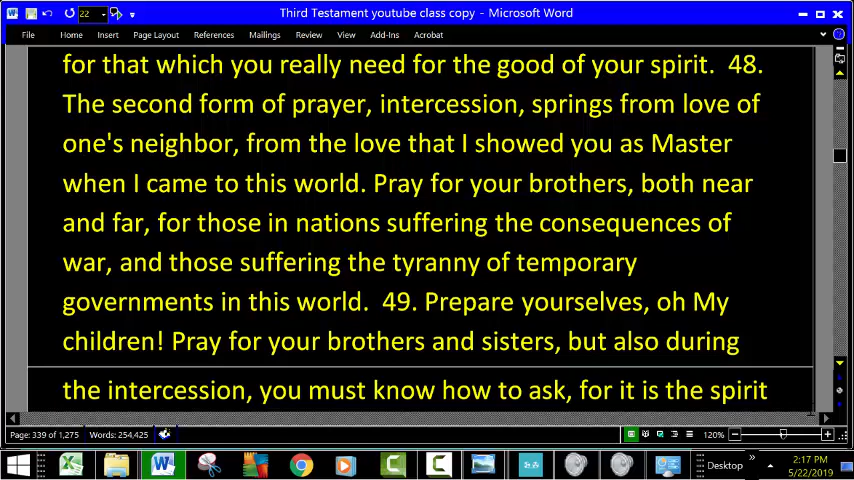 22
Third Testament youtube class copy - Microsoft Word
File Home Insert Page Layout References Mailings Review View Add-Ins Acrobat
for that which you really need for the good of your spirit.  48.
The second form of prayer, intercession, springs from love of
one's neighbor, from the love that I showed you as Master
when I came to this world. Pray for your brothers, both near
and far, for those in nations suffering the consequences of
war, and those suffering the tyranny of temporary
governments in this world.  49. Prepare yourselves, oh My
children! Pray for your brothers and sisters, but also during
the intercession, you must know how to ask, for it is the spirit
Page: 339 of 1,275 Words: 254,425 120%
Desktop 2:17 PM
5/22/2019